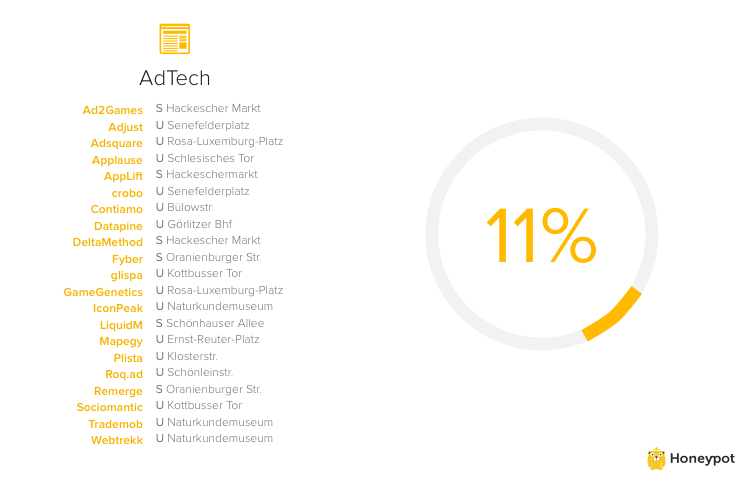 AdTech
Ad2Games S Hackescher Markt
Adjust U Senefelderplatz
Adsquare U Rosa-Luxemburg-Platz
Applause U Schlesisches Tor
AppLift S Hackeschermarkt
crobo U Senefelderplatz
Contiamo U Bülowstr.
Datapine U Görlitzer Bhf
DeltaMethod S Hackescher Markt
Fyber S Oranienburger Str.
glispa U Kottbusser Tor
GameGenetics U Rosa-Luxemburg-Platz
IconPeak U Naturkundemuseum
LiquidM S Schönhauser Allee
Mapegy U Ernst-Reuter-Platz
Plista U Klosterstr.
Roq.ad U Schönleinstr.
Remerge S Oranienburger Str.
Sociomantic U Kottbusser Tor
Trademob U Naturkundemuseum
Webtrekk U Naturkundemuseum
11%
Honeypot